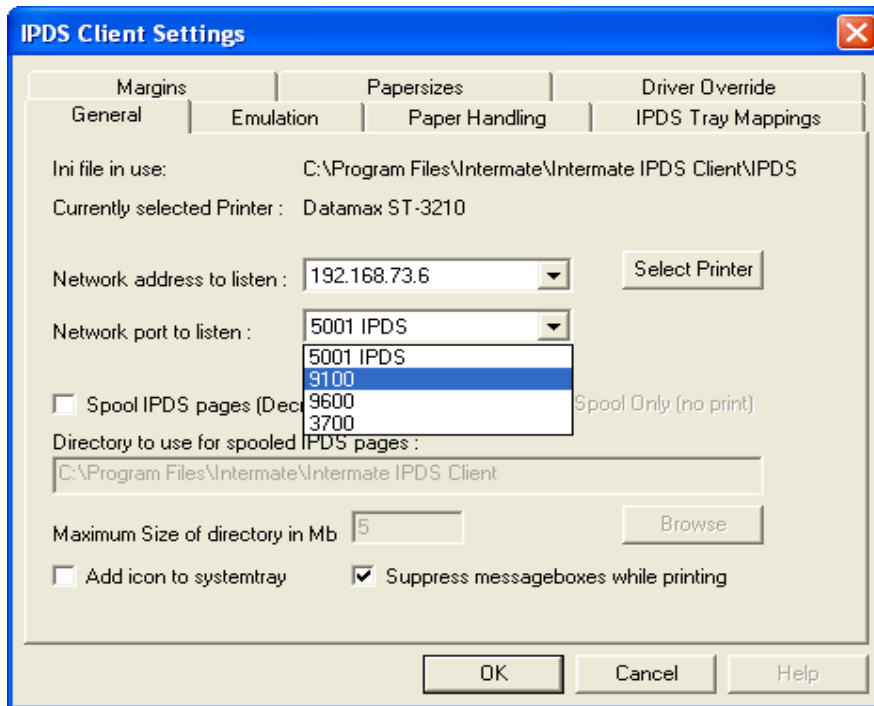 IPDS Client Settings
Margins Papersizes Driver Override
General Emulation Paper Handling IPDS Tray Mappings
Ini file in use: C:\Program Files\Intermate\Intermate IPDS Client\IPDS
Currently selected Printer : Datamax ST-3210
Network address to listen : 192.168.73.6 Select Printer
Network port to listen : 5001 IPDS
5001 IPDS
9100
Spool IPDS pages (Decr 9600 Spool Only (no print)
3700
Directory to use for spooled IPDS pages :
C:\Program Files\Intermate\Intermate IPDS Client
Maximum Size of directory in Mb 5 Browse
Add icon to systemtray Suppress messageboxes while printing
OK Cancel Help